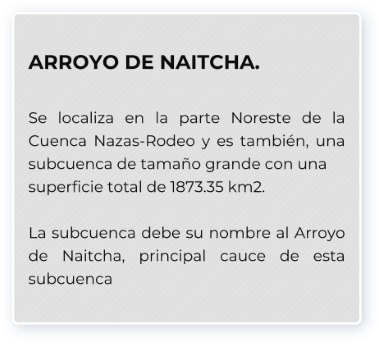 ARROYO DE NAITCHA.
Se localiza en la parte Noreste de la
Cuenca Nazas-Rodeo y es también, una
subcuenca de tamaño grande con una
superficie total de 1873.35 km2.
La subcuenca debe su nombre al Arroyo
de Naitcha, principal cauce de esta
subcuenca